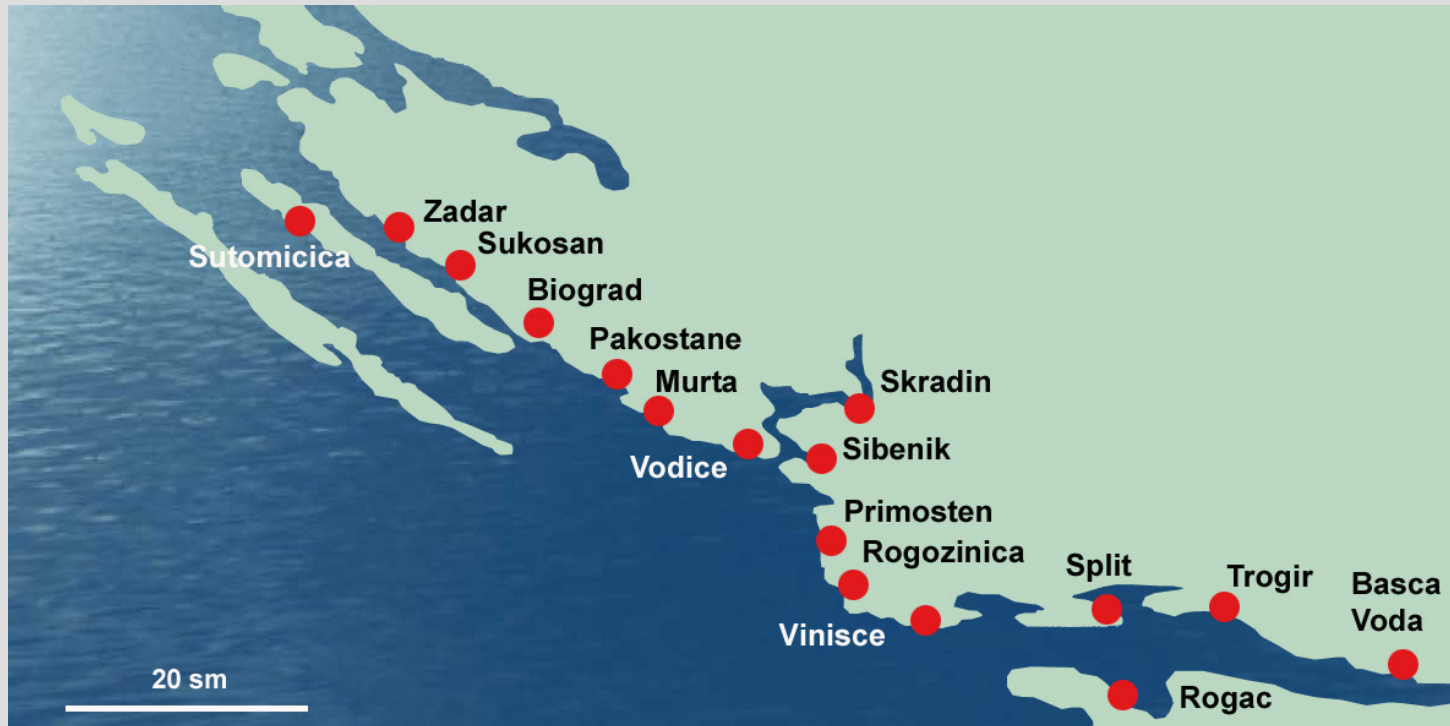 Zadar
Sukosan
Sutomicica
Biograd
Pakostane
Murta
Skradin
Vodice
Sibenik
Primosten
Rogozinica
Split
Trogir
Basca
Voda
Vinisce
20 sm
Rogac